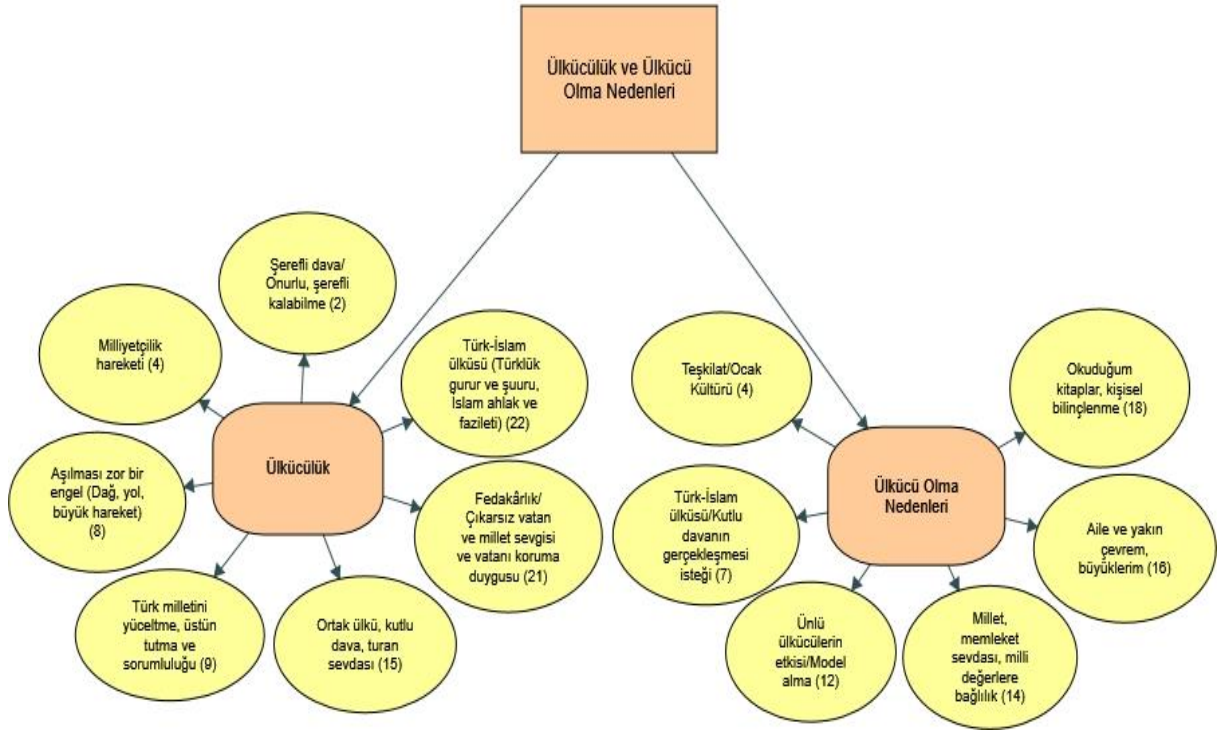 Ülkücülük ve Ülkücü
Olma Nedenleri
Şerefli dava/
Onurlu, şerefli
kalabilme (2)
Milliyetçilik
hareketi (4)
Türk-İslam
ülküsü (Türklük
gurur ve şuuru,
İslam ahlak ve
fazileti) (22)
Ülkücülük
Aşılması zor bir
engel (Dağ, yol,
büyük hareket)
(8)
Fedakârlık/
Çıkarsız vatan
ve millet sevgisi
ve vatanı koruma
duygusu (21)
Türk milletini
yüceltme, üstün
tutma ve
sorumluluğu (9)
Ortak ülkü, kutlu
dava, turan
sevdası (15)
Teşkilat/Ocak
Kültürü (4)
Okuduğum
kitaplar, kişisel
bilinçlenme (18)
Ülkücü Olma
Nedenleri
Türk-İslam
ülküsü/Kutlu
davanın
gerçekleşmesi
isteği (7)
Aile ve yakın
çevrem,
büyüklerim (16)
Ünlü
ülkücülerin
etkisi/Model
alma (12)
Millet,
memleket
sevdası, milli
değerlere
bağlılık (14)